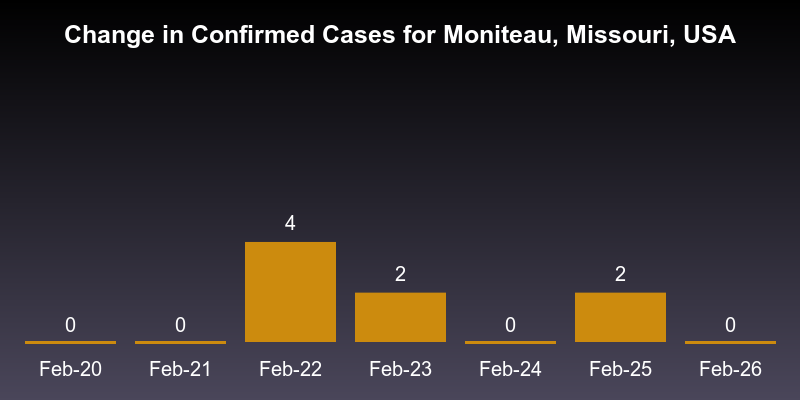 Change in Confirmed Cases for Moniteau, Missouri, USA
4
2
2
0
0
0
0
Feb-20
Feb-21
Feb-22
Feb-23
Feb-24
Feb-25
Feb-26